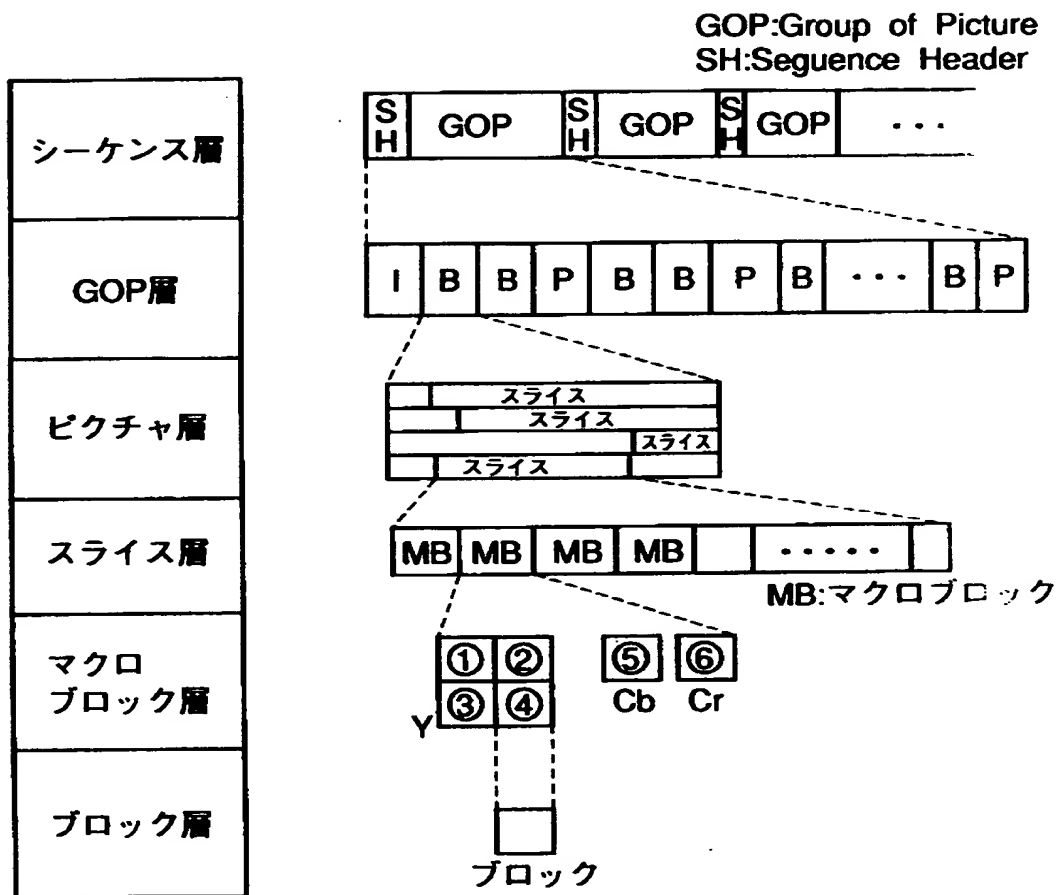 GOP:Group of Picture
SH:Seguence Header
シーケンス層
SH GOP SH GOP SH GOP ・・・
GOP層
I B B P B B P B ・・・ B P
ピクチャ層
スライス
スライス
スライス
スライス
スライス層
MB MB MB MB ・・・・・
MB:マクロブロック
マクロ
ブロック層
① ② ⑤ ⑥
③ ④ Cb Cr
Y
ブロック層
ブロック